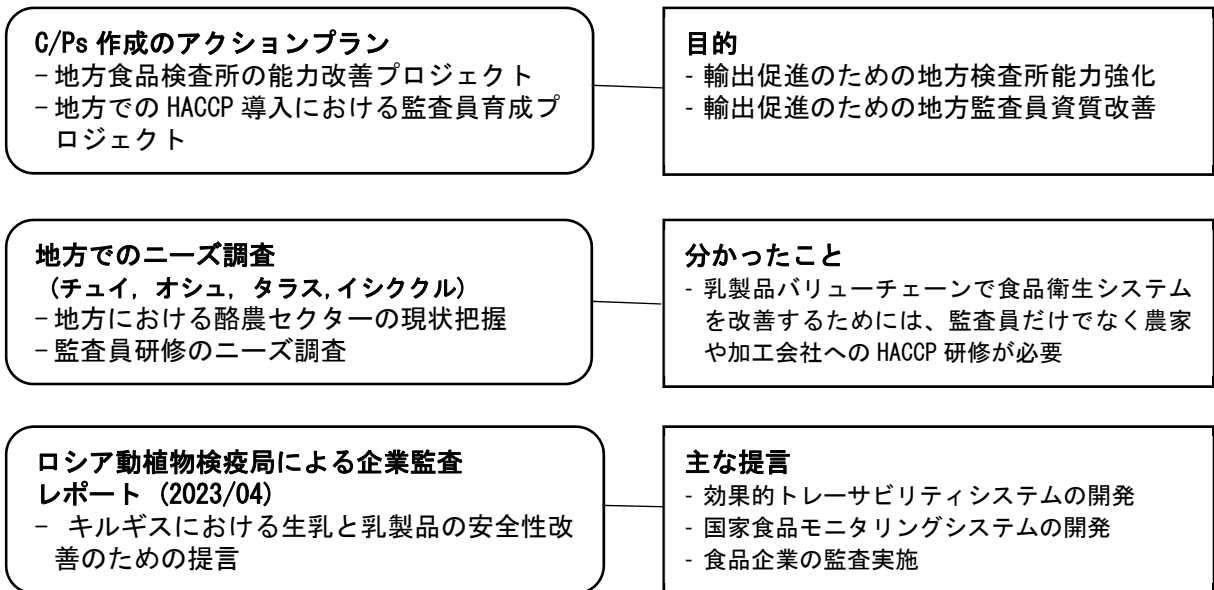 C/Ps 作成のアクションプラン
-地方食品検査所の能力改善プロジェクト
-地方での HACCP 導入における監査員育成プ
ロジェクト
目的
- 輸出促進のための地方検査所能力強化
- 輸出促進のための地方監査員資質改善
地方でのニーズ調査
(チュイ, オシュ, タラス,イシククル)
-地方における酪農セクターの現状把握
-監査員研修のニーズ調査
分かったこと
- 乳製品バリューチェーンで食品衛生システム
を改善するためには、監査員だけでなく農家
や加工会社への HACCP 研修が必要
ロシア動植物検疫局による企業監査
レポート (2023/04)
- キルギスにおける生乳と乳製品の安全性改
善のための提言
主な提言
- 効果的トレーサビリティシステムの開発
- 国家食品モニタリングシステムの開発
- 食品企業の監査実施